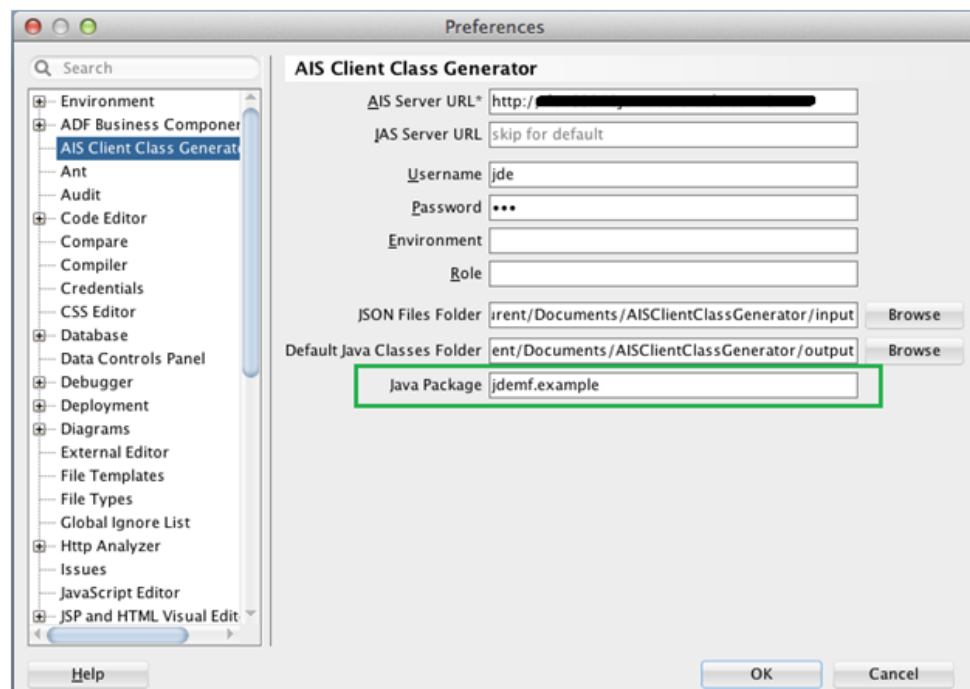 Preferences
Search
Environment
ADF Business Componer
AIS Client Class Generat
Ant
Audit
Code Editor
Compare
Compiler
Credentials
CSS Editor
Database
Data Controls Panel
Debugger
Deployment
Diagrams
External Editor
File Templates
File Types
Global Ignore List
Http Analyzer
Issues
JavaScript Editor
JSP and HTML Visual Edit
AIS Client Class Generator
AIS Server URL* http:/
JAS Server URL skip for default
Username jde
Password •••
Environment
Role
JSON Files Folder urent/Documents/AISClientClassGenerator/input Browse
Default Java Classes Folder ent/Documents/AISClientClassGenerator/output Browse
Java Package jdemf.example
Help OK Cancel